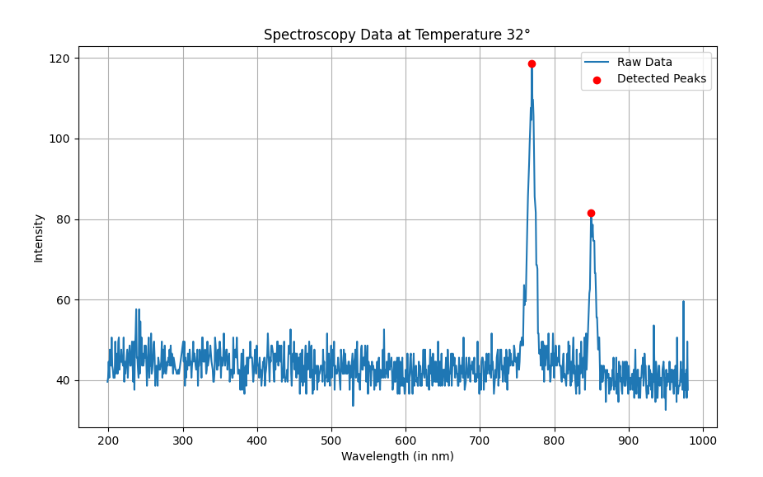 Spectroscopy Data at Temperature 32°
Raw Data
Detected Peaks
120
100
80
60
40
Intensity
200 300 400 500 600 700 800 900 1000
Wavelength (in nm)